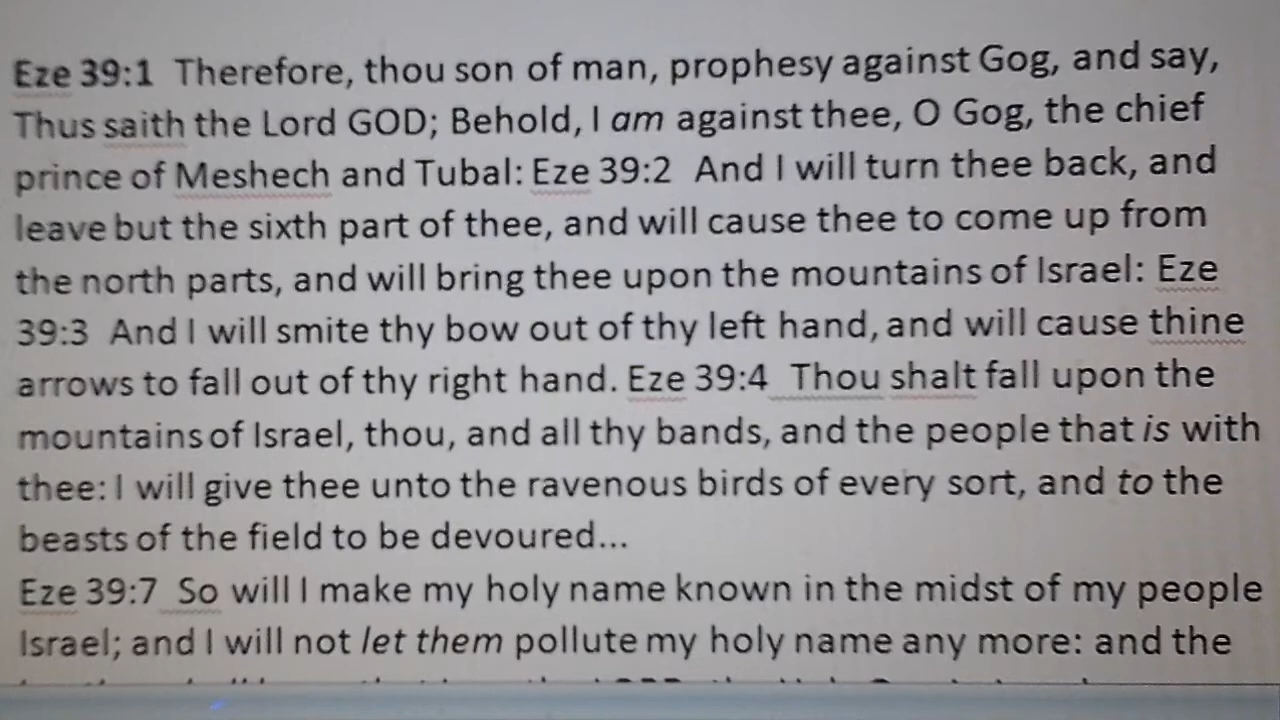 Eze 39:1  Therefore, thou son of man, prophesy against Gog, and say,
Thus saith the Lord GOD; Behold, I am against thee, O Gog, the chief
prince of Meshech and Tubal: Eze 39:2  And I will turn thee back, and
leave but the sixth part of thee, and will cause thee to come up from
the north parts, and will bring thee upon the mountains of Israel: Eze
39:3  And I will smite thy bow out of thy left hand, and will cause thine
arrows to fall out of thy right hand. Eze 39:4  Thou shalt fall upon the
mountains of Israel, thou, and all thy bands, and the people that is with
thee: I will give thee unto the ravenous birds of every sort, and to the
beasts of the field to be devoured...
Eze 39:7  So will I make my holy name known in the midst of my people
Israel; and I will not let them pollute my holy name any more: and the